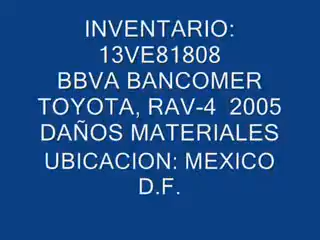 INVENTARIO:
13VE81808
BBVA BANCOMER
TOYOTA, RAV-4  2005
DAÑOS MATERIALES
UBICACION: MEXICO
D.F.